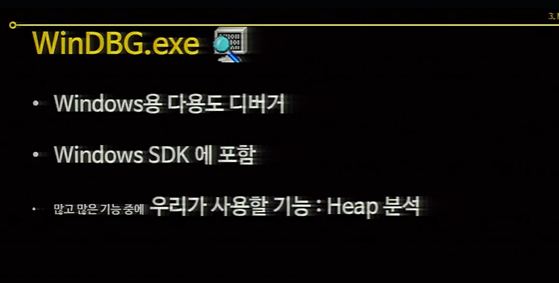 WinDBG.exe
• Windows용 다용도 디버거
• Windows SDK 에 포함
• 많고 많은 기능 중에 우리가 사용할 기능 : Heap 분석